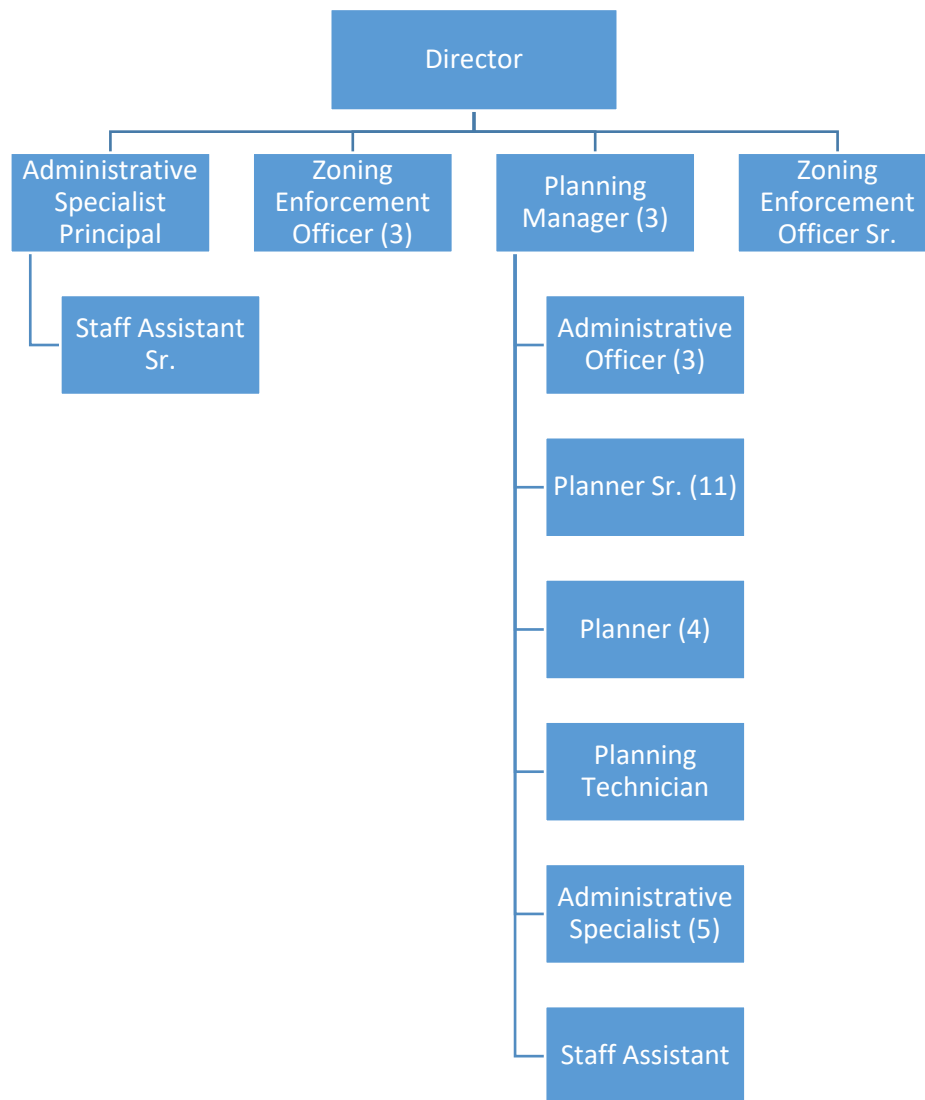 Director
Administrative
Specialist
Principal
Zoning
Enforcement
Officer (3)
Planning
Manager (3)
Zoning
Enforcement
Officer Sr.
Staff Assistant
Sr.
Administrative
Officer (3)
Planner Sr. (11)
Planner (4)
Planning
Technician
Administrative
Specialist (5)
Staff Assistant